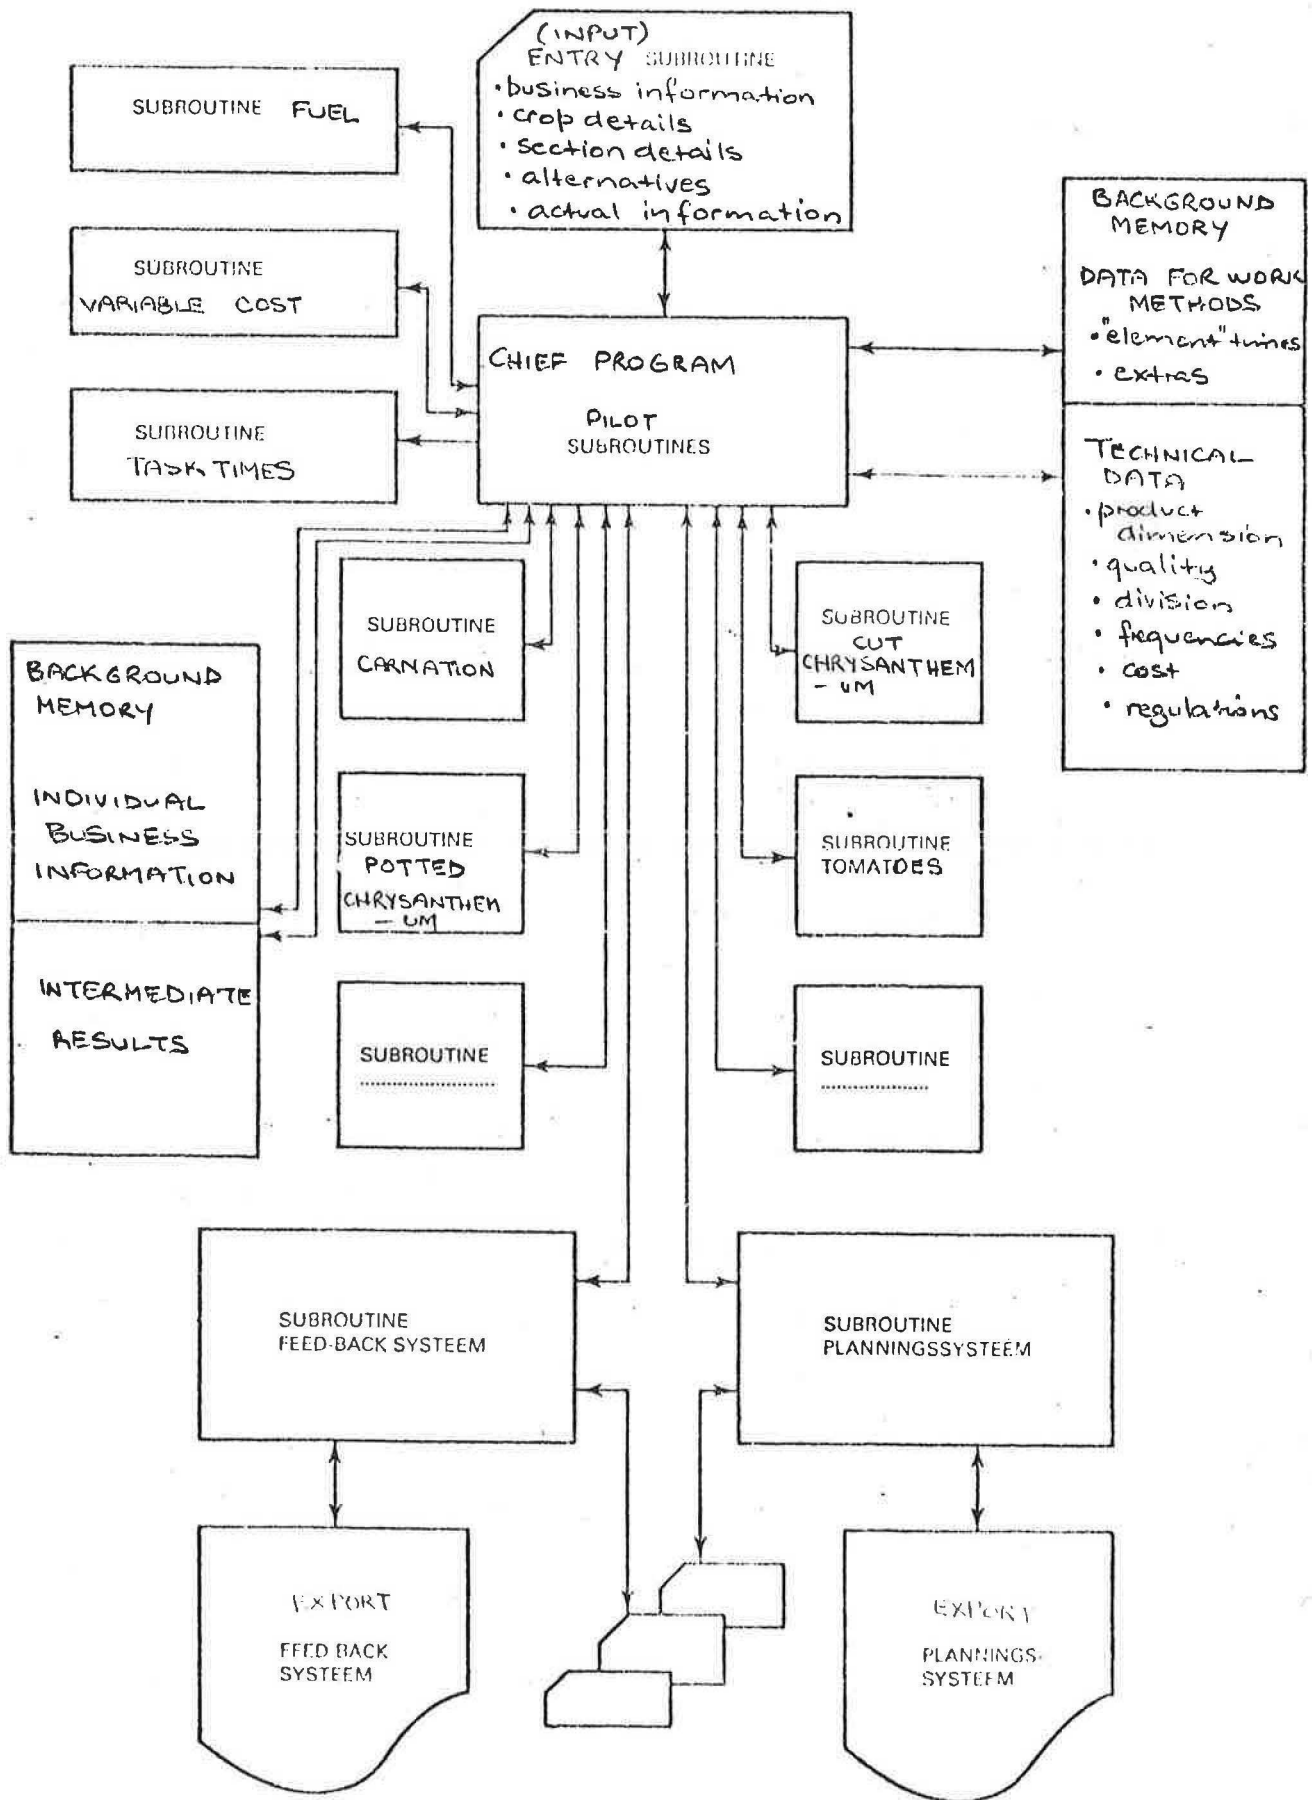 (INPUT)
ENTRY SUBROUTINE
• business information
• crop details
• section details
• alternatives
• actual information
SUBROUTINE FUEL
SUBROUTINE
VARIABLE COST
SUBROUTINE
TASK TIMES
CHIEF PROGRAM
PILOT
SUBROUTINES
BACKGROUND
MEMORY
DATA FOR WORK
METHODS
• "element" times
• extras
TECHNICAL
DATA
• product
dimension
• quality
• division
• frequencies
• cost
• regulations
BACKGROUND
MEMORY
INDIVIDUAL
BUSINESS
INFORMATION
INTERMEDIATE
RESULTS
SUBROUTINE
CARNATION
SUBROUTINE
CUT
CHRYSANTHEM
- UM
SUBROUTINE
POTTED
CHRYSANTHEM
- UM
SUBROUTINE
TOMATOES
SUBROUTINE
....................
SUBROUTINE
....................
SUBROUTINE
FEED-BACK SYSTEEM
SUBROUTINE
PLANNINGSSYSTEEM
EXPORT
FEED BACK
SYSTEEM
EXPORT
PLANNINGS-
SYSTEEM